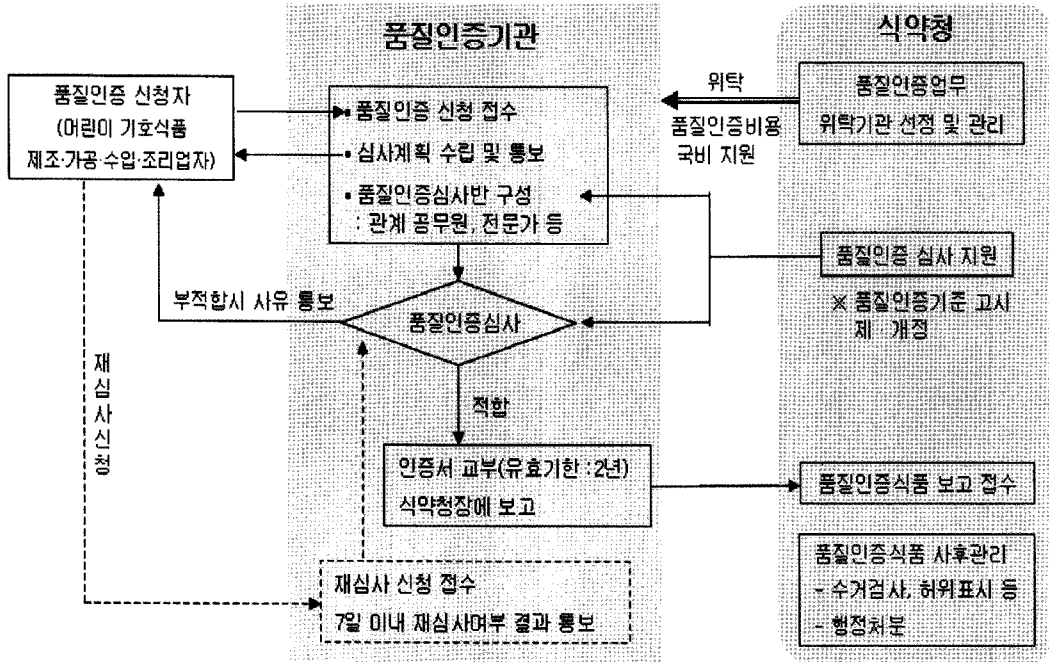 품질인증기관
식약청
품질인증 신청자
(어린이 기호식품
제조·가공·수입·조리업자)
▪ 품질인증 신청 접수
▪ 심사계획 수립 및 통보
▪ 품질인증심사반 구성
: 관계 공무원, 전문가 등
위탁
품질인증비용
국비 지원
품질인증업무
위탁기관 선정 및 관리
품질인증 심사 지원
※ 품질인증기준 고시
제 개정
부적합시 사유 통보
품질인증심사
재심사신청
적합
인증서 교부(유효기한 :2년)
식약청장에 보고
품질인증식품 보고 접수
재심사 신청 접수
7일 이내 재심사여부 결과 통보
품질인증식품 사후관리
- 수거검사, 허위표시 등
- 행정처분